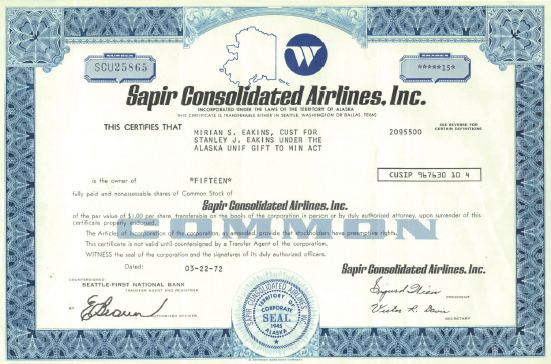 W
NUMBER
SHARES
SCU25865
*****15*
Sapir Consolidated Airlines, Inc.
INCORPORATED UNDER THE LAWS OF THE TERRITORY OF ALASKA
THIS CERTIFICATE IS TRANSFERABLE EITHER IN SEATTLE, WASHINGTON OR DALLAS, TEXAS
THIS CERTIFIES THAT
MIRIAN S. EAKINS, CUST FOR
STANLEY J. EAKINS UNDER THE
ALASKA UNIF GIFT TO MIN ACT
2095500
SEE REVERSE FOR
CERTAIN DEFINITIONS
CUSIP 967630 10 4
is the owner of
*FIFTEEN*
fully paid and nonassessable shares of Common Stock of
Sapir Consolidated Airlines, Inc.
COMMON
of the par value of $1.00 per share, transferable on the books of the corporation in person or by duly authorized attorney, upon surrender of this
certificate properly endorsed.
The Articles of Incorporation of the corporation, as amended provide that stockholders have preemptive rights.
This certificate is not valid until countersigned by a Transfer Agent of the corporation.
WITNESS the seal of the corporation and the signatures of its duly authorized officers.
Dated: 03-22-72
Sapir Consolidated Airlines, Inc.
COUNTERSIGNED:
SEATTLE-FIRST NATIONAL BANK
TRANSFER AGENT AND REGISTRAR
BY
AUTHORIZED OFFICER.
SAPIR CONSOLIDATED AIRLINES, INC.
TERRITORY OF
CORPORATE
SEAL
1945
ALASKA
PRESIDENT
Victor R. Davis
SECRETARY